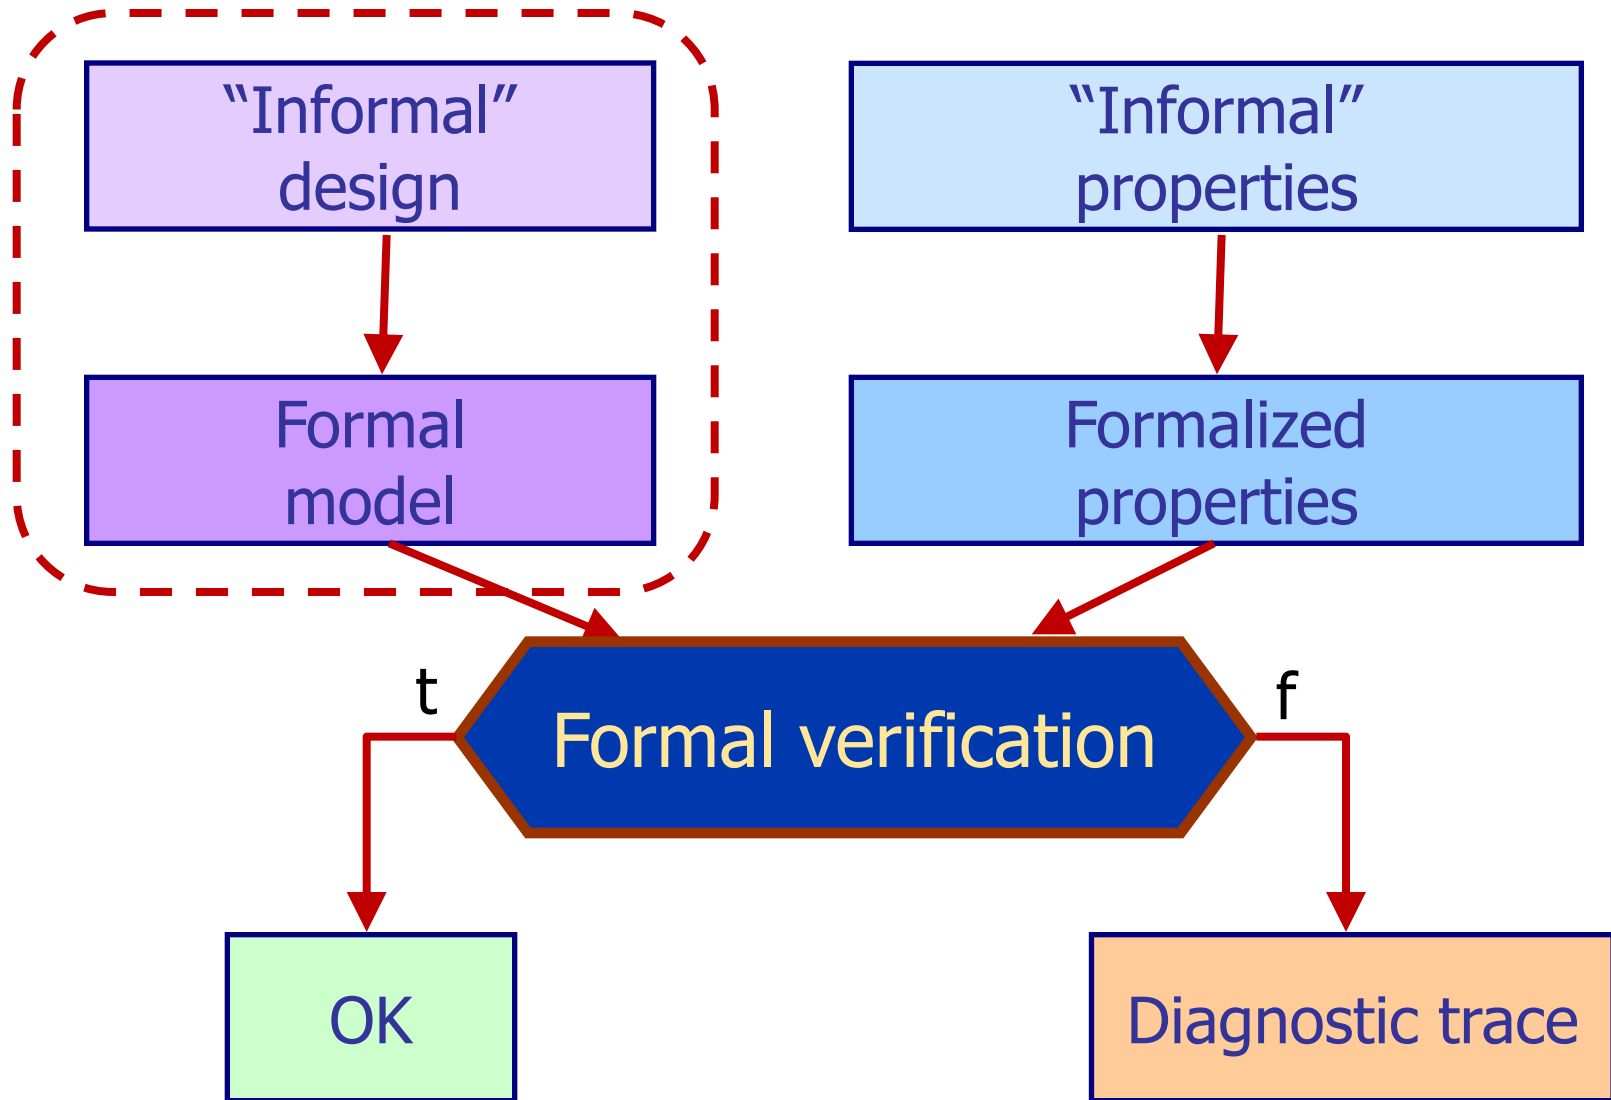 “Informal”
design
“Informal”
properties
Formal
model
Formalized
properties
t
f
Formal verification
OK
Diagnostic trace